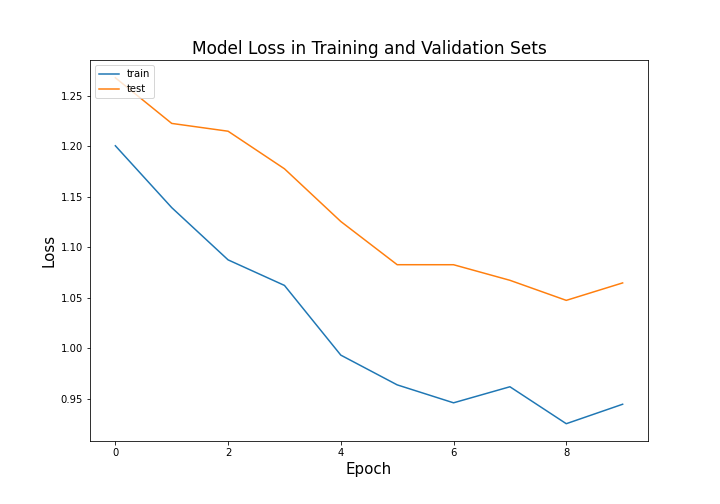 Model Loss in Training and Validation Sets
train
test
1.25
1.20
1.15
1.10
1.05
1.00
0.95
Loss
0 2 4 6 8
Epoch